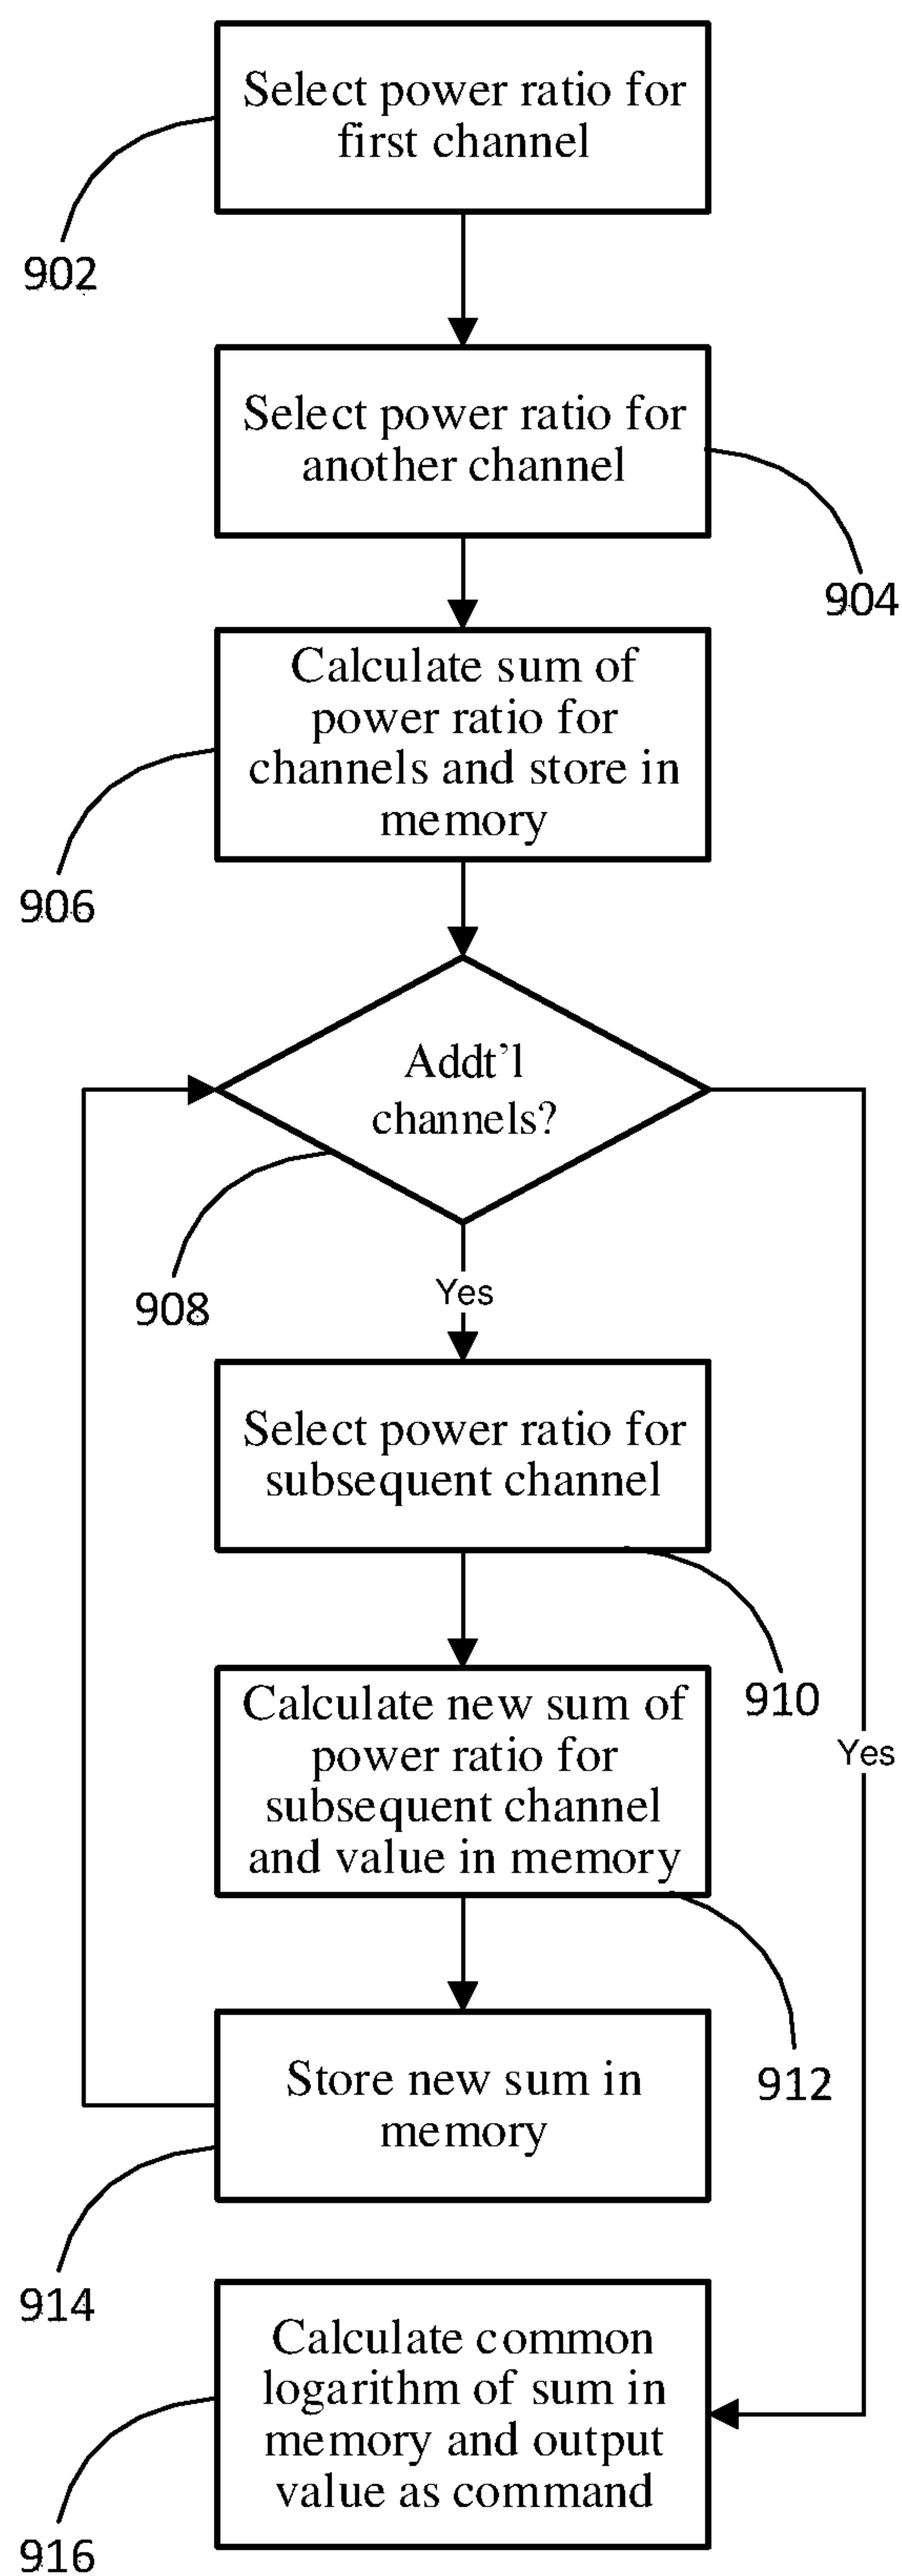 Select power ratio for
first channel
902
Select power ratio for
another channel
904
Calculate sum of
power ratio for
channels and store in
memory
906
Addt'l
channels?
908
Yes
Select power ratio for
subsequent channel
910
Calculate new sum of
power ratio for
subsequent channel
and value in memory
Yes
912
Store new sum in
memory
914
Calculate common
logarithm of sum in
memory and output
value as command
916